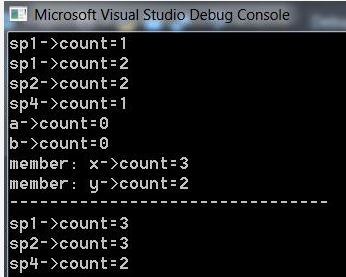 Microsoft Visual Studio Debug Console
sp1->count=1
sp1->count=2
sp2->count=2
sp4->count=1
a->count=0
b->count=0
member: x->count=3
member: y->count=2
--------------------------------
sp1->count=3
sp2->count=3
sp4->count=2